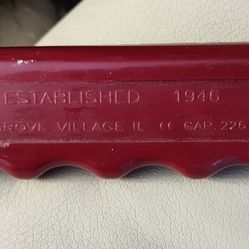 ESTABLISHED 1946
GROVE VILLAGE IL CAP. 226